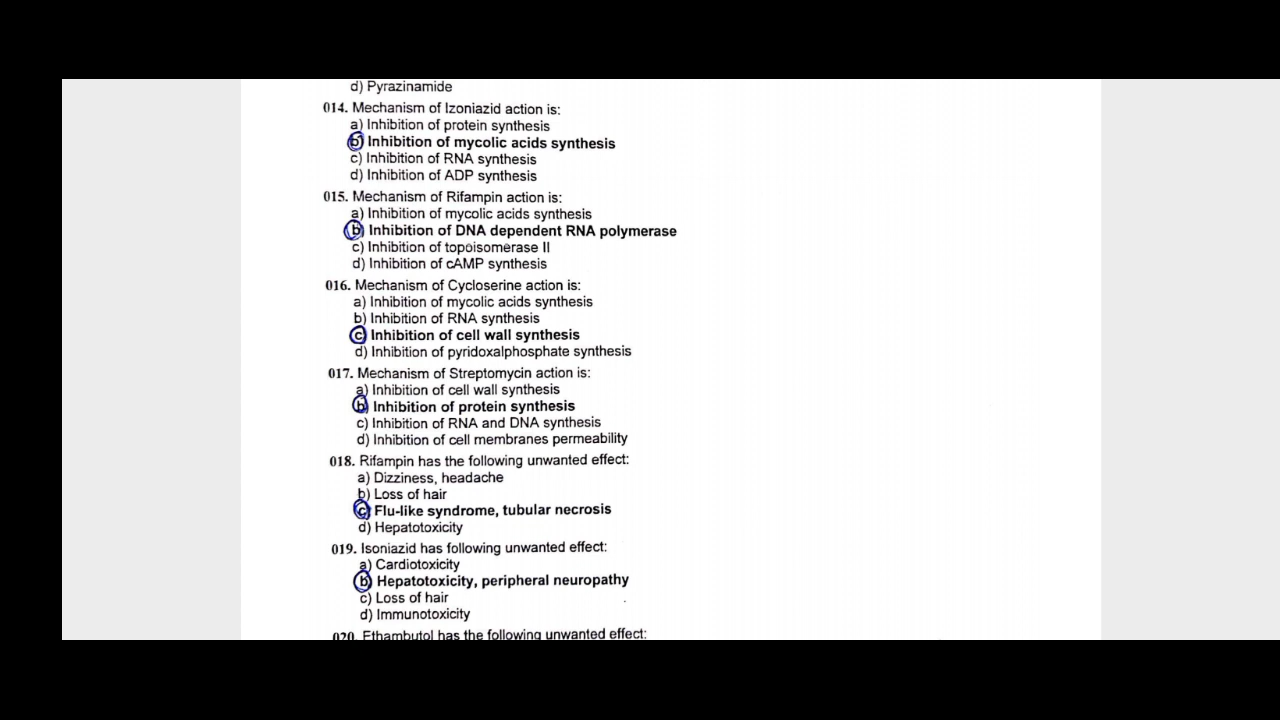 d) Pyrazinamide
014. Mechanism of Izoniazid action is:
a) Inhibition of protein synthesis
b) Inhibition of mycolic acids synthesis
c) Inhibition of RNA synthesis
d) Inhibition of ADP synthesis
015. Mechanism of Rifampin action is:
a) Inhibition of mycolic acids synthesis
b) Inhibition of DNA dependent RNA polymerase
c) Inhibition of topoisomerase II
d) Inhibition of cAMP synthesis
016. Mechanism of Cycloserine action is:
a) Inhibition of mycolic acids synthesis
b) Inhibition of RNA synthesis
c) Inhibition of cell wall synthesis
d) Inhibition of pyridoxalphosphate synthesis
017. Mechanism of Streptomycin action is:
a) Inhibition of cell wall synthesis
b) Inhibition of protein synthesis
c) Inhibition of RNA and DNA synthesis
d) Inhibition of cell membranes permeability
018. Rifampin has the following unwanted effect:
a) Dizziness, headache
b) Loss of hair
c) Flu-like syndrome, tubular necrosis
d) Hepatotoxicity
019. Isoniazid has following unwanted effect:
a) Cardiotoxicity
b) Hepatotoxicity, peripheral neuropathy
c) Loss of hair
d) Immunotoxicity
020. Ethambutol has the following unwanted effect: